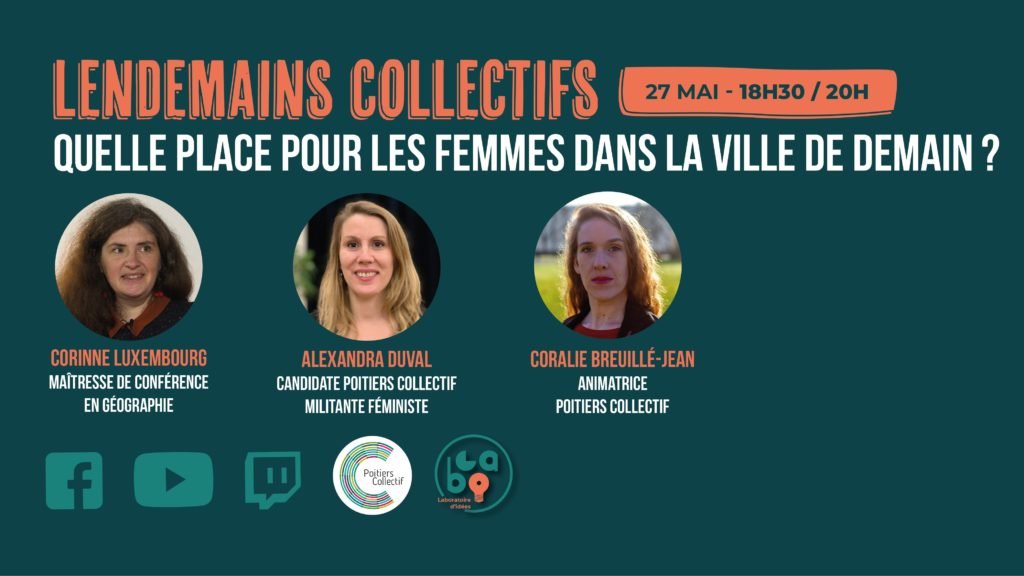 LENDEMAINS COLLECTIFS
27 MAI - 18H30 / 20H
QUELLE PLACE POUR LES FEMMES DANS LA VILLE DE DEMAIN ?
CORINNE LUXEMBOURG
MAÎTRESSE DE CONFÉRENCE
EN GÉOGRAPHIE
ALEXANDRA DUVAL
CANDIDATE POITIERS COLLECTIF
MILITANTE FÉMINISTE
CORALIE BREUILLÉ-JEAN
ANIMATRICE
POITIERS COLLECTIF
Poitiers
Collectif
Labo
Laboratoire
d'Idées